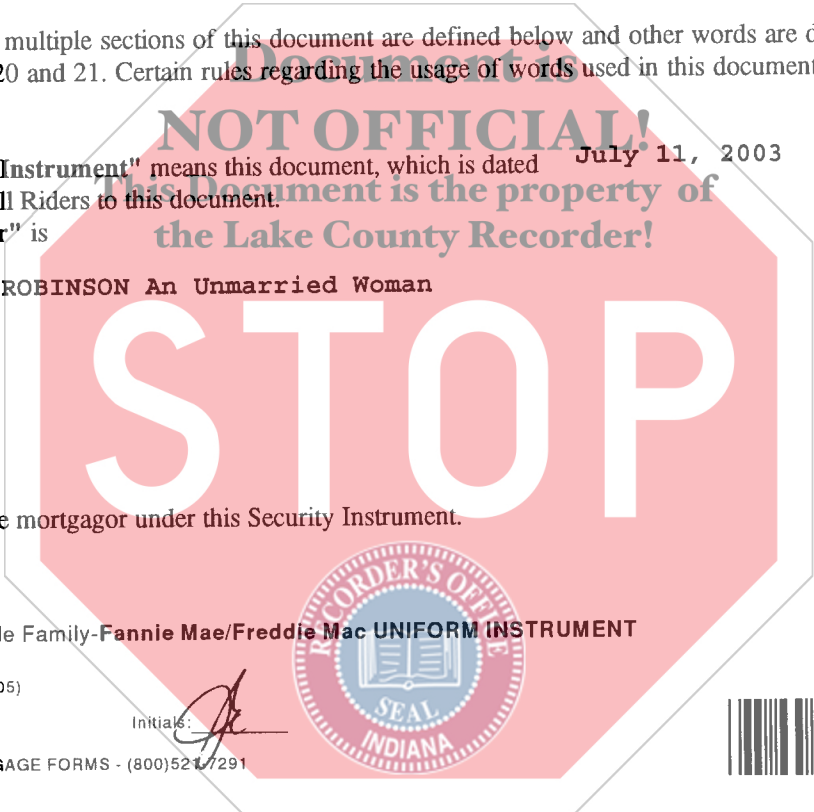 multiple sections of this document are defined below and other words are d
20 and 21. Certain rules regarding the usage of words used in this document
Document is
NOT OFFICIAL!
Instrument" means this document, which is dated July 11, 2003
This Document is the property of
ll Riders to this document.
r" is
the Lake County Recorder!
ROBINSON An Unmarried Woman
STOP
e mortgagor under this Security Instrument.
RECORDER'S OFFICE
le Family-Fannie Mae/Freddie Mac UNIFORM INSTRUMENT
05)
SEAL
Initials:
INDIANA
GAGE FORMS - (800)521-7291